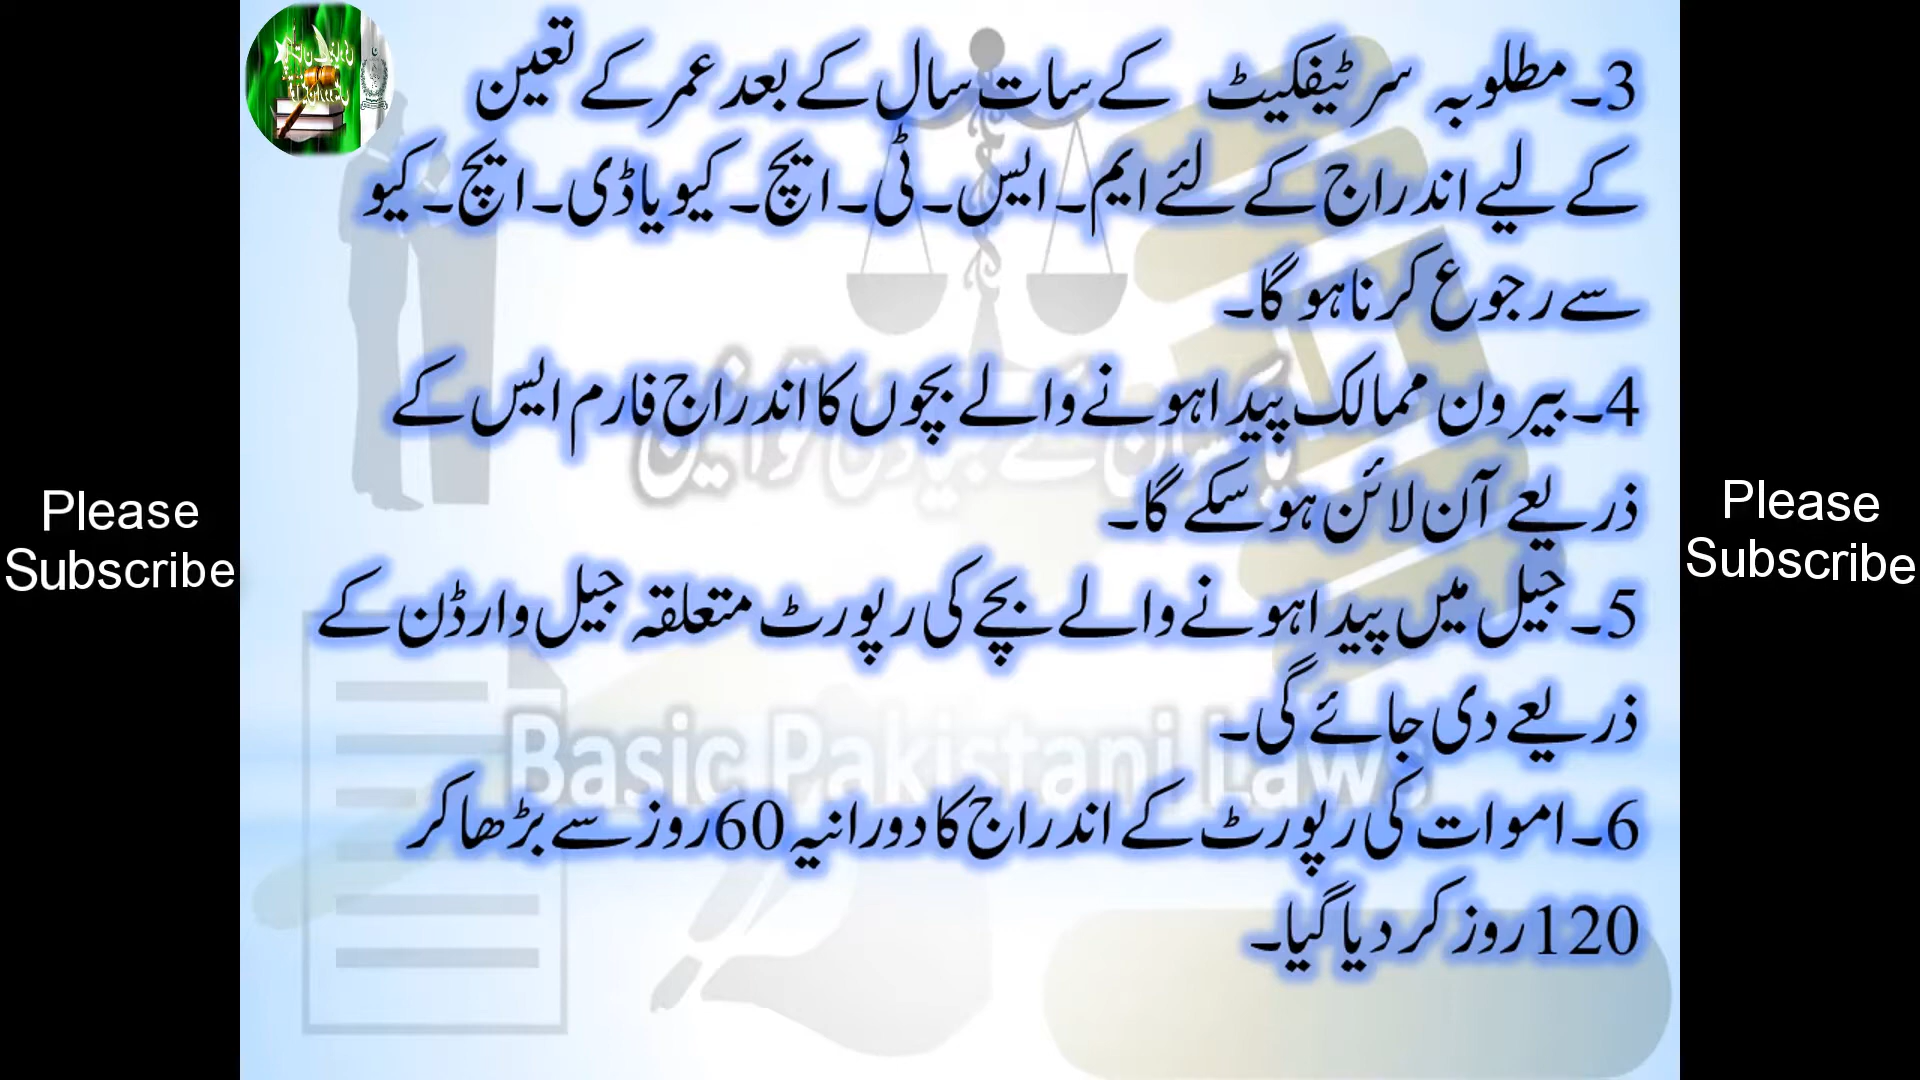 3۔مطلوبہ سرٹیفکیٹ کے سات سال کے بعد عمر کے تعین
کے لیے اندراج کے لئے ایم۔ایس۔ٹی۔ایچ۔کیو یا ڈی۔ایچ۔کیو
سے رجوع کرنا ہو گا۔
4۔بیرون ممالک پیدا ہونے والے بچوں کا اندراج فارم ایس کے
ذریعے آن لائن ہو سکے گا۔
5۔جیل میں پیدا ہونے والے بچے کی رپورٹ متعلقہ جیل وارڈن کے
ذریعے دی جائے گی۔
6۔اموات کی رپورٹ کے اندراج کا دورانیہ 60روز سے بڑھا کر
120روز کر دیا گیا۔
Please
Subscribe
Please
Subscribe
Basic Pakistani Laws